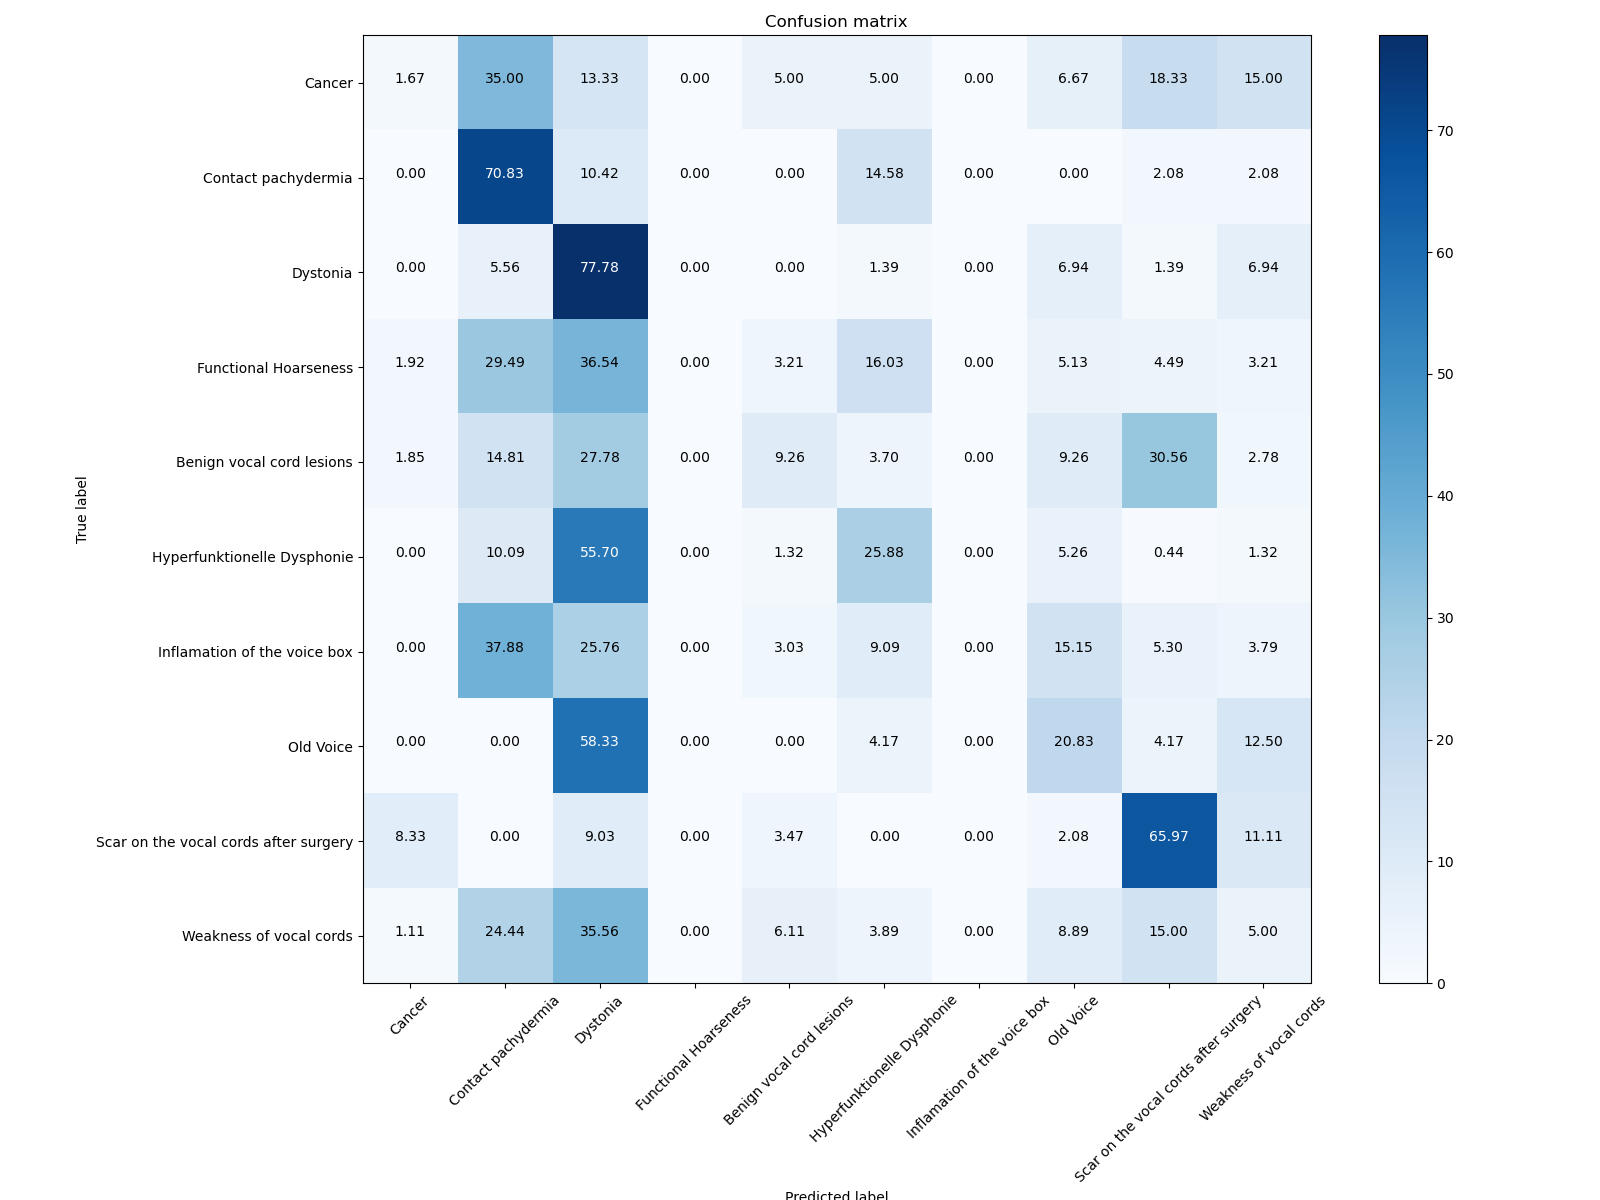 Confusion matrix
Cancer 1.67 35.00 13.33 0.00 5.00 5.00 0.00 6.67 18.33 15.00
Contact pachydermia 0.00 70.83 10.42 0.00 0.00 14.58 0.00 0.00 2.08 2.08
Dystonia 0.00 5.56 77.78 0.00 0.00 1.39 0.00 6.94 1.39 6.94
Functional Hoarseness 1.92 29.49 36.54 0.00 3.21 16.03 0.00 5.13 4.49 3.21
Benign vocal cord lesions 1.85 14.81 27.78 0.00 9.26 3.70 0.00 9.26 30.56 2.78
Hyperfunktionelle Dysphonie 0.00 10.09 55.70 0.00 1.32 25.88 0.00 5.26 0.44 1.32
Inflamation of the voice box 0.00 37.88 25.76 0.00 3.03 9.09 0.00 15.15 5.30 3.79
Old Voice 0.00 0.00 58.33 0.00 0.00 4.17 0.00 20.83 4.17 12.50
Scar on the vocal cords after surgery 8.33 0.00 9.03 0.00 3.47 0.00 0.00 2.08 65.97 11.11
Weakness of vocal cords 1.11 24.44 35.56 0.00 6.11 3.89 0.00 8.89 15.00 5.00
True label
Cancer
Contact pachydermia
Dystonia
Functional Hoarseness
Benign vocal cord lesions
Hyperfunktionelle Dysphonie
Inflamation of the voice box
Old Voice
Scar on the vocal cords after surgery
Weakness of vocal cords
Predicted label
70
60
50
40
30
20
10
0